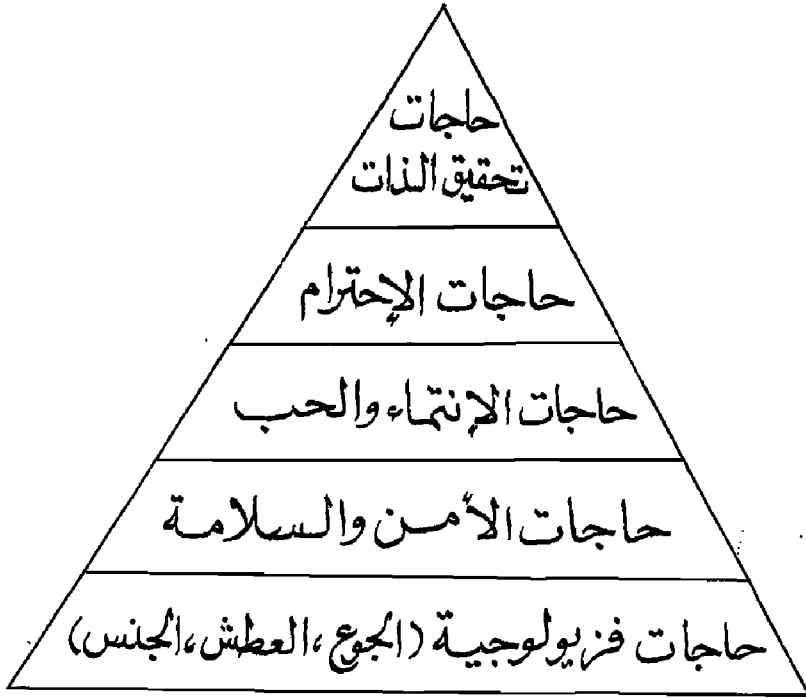 حاجات
تحقيق الذات
حاجات الإحترام
حاجات الإنتماء والحب
حاجات الأمن والسلامة
حاجات فزيولوجية (الجوع، العطش، الجنس)